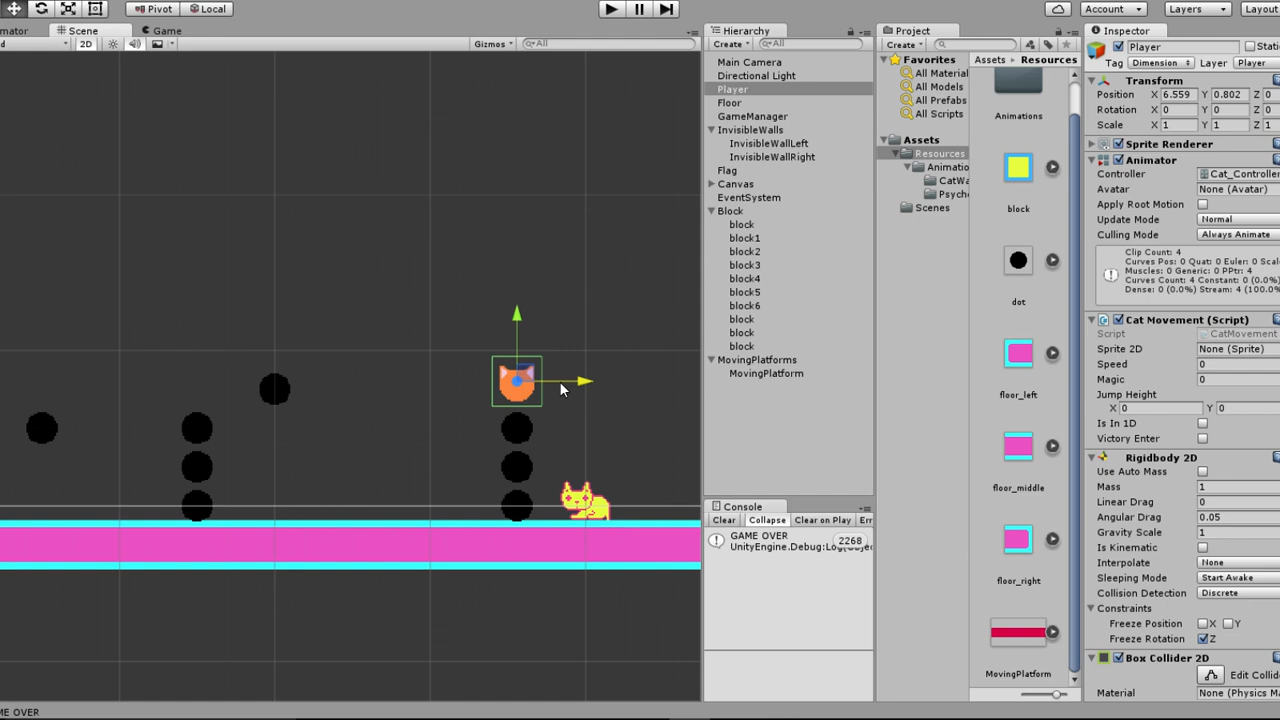 Pivot
Local
Account
Layers
Layout
Scene
Game
Hierarchy
Project
Inspector
2D
Gizmos
All
Create
All
Create
Assets
Resources
Player
Tag
Dimension
Layer
Player
Main Camera
Directional Light
Player
Floor
GameManager
InvisibleWalls
InvisibleWallLeft
InvisibleWallRight
Flag
Canvas
EventSystem
Block
block
block1
block2
block3
block4
block5
block6
block
block
block
MovingPlatforms
MovingPlatform
Favorites
All Material
All Models
All Prefabs
All Scripts
Assets
Resources
Animatio
CatWa
Psych
Scenes
Animations
block
dot
floor_left
floor_middle
floor_right
MovingPlatform
Transform
Position X 6.559 Y 0.802 Z 0
Rotation X 0 Y 0 Z 0
Scale X 1 Y 1 Z 1
Sprite Renderer
Animator
Controller Cat_Controller
Avatar None (Avatar)
Apply Root Motion
Update Mode Normal
Culling Mode Always Animate
Clip Count: 4
Curves Pos: 0 Quat: 0 Euler: 0 Scale
Muscles: 0 Generic: 0 PPtr: 4
Curves Count: 4 Constant: 0 (0.0%)
Dense: 0 (0.0%) Stream: 4 (100.0%
Cat Movement (Script)
Script CatMovement
Sprite 2D None (Sprite)
Speed 0
Magic 0
Jump Height
X 0 Y 0
Is In 1D
Victory Enter
Rigidbody 2D
Use Auto Mass
Mass 1
Linear Drag 0
Angular Drag 0.05
Gravity Scale 1
Is Kinematic
Interpolate None
Sleeping Mode Start Awake
Collision Detection Discrete
Constraints
Freeze Position X Y
Freeze Rotation Z
Box Collider 2D
Edit Collid
Material None (Physics Ma
Console
Clear Collapse Clear on Play Err
GAME OVER
UnityEngine.Debug:Log(Obje
2268
ME OVER